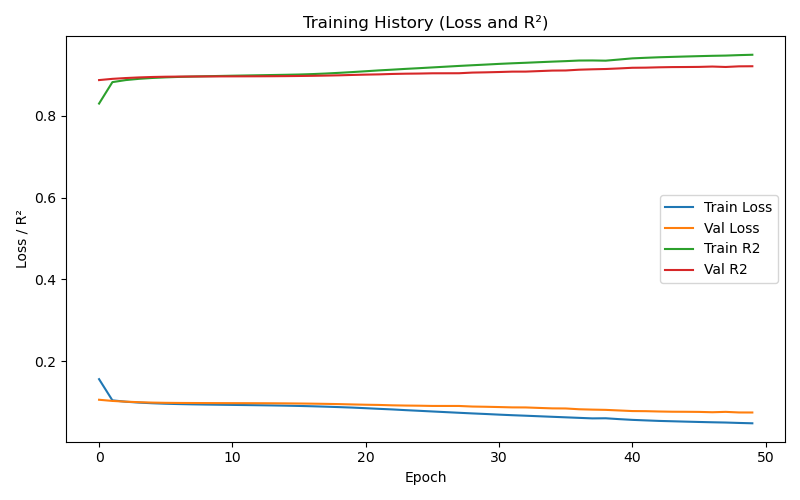 Training History (Loss and R²)
Loss / R²
0.8
0.6
0.4
0.2
Train Loss
Val Loss
Train R2
Val R2
0 10 20 30 40 50
Epoch